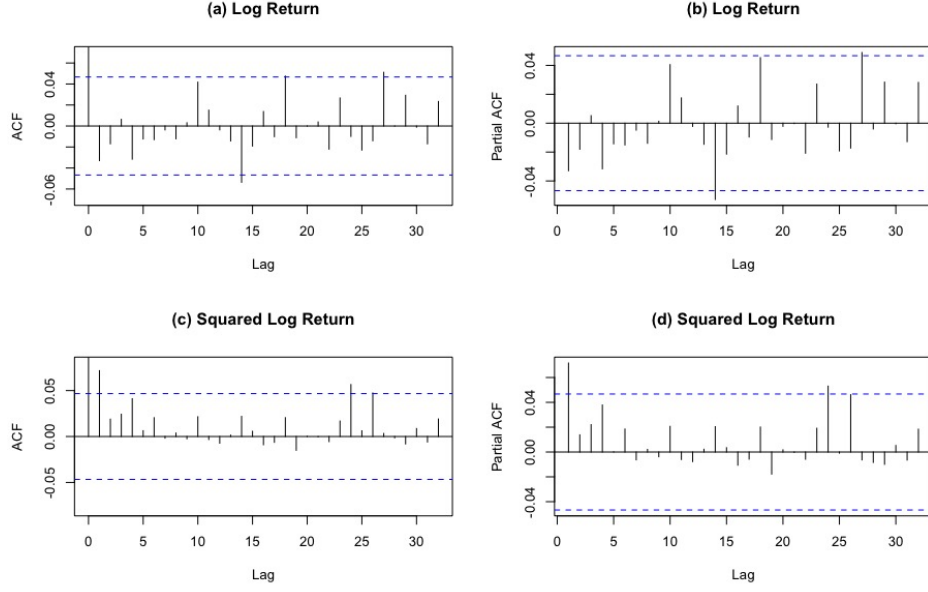 (a) Log Return
ACF
0.04
0.00
-0.06
0 5 10 15 20 25 30
Lag
(b) Log Return
Partial ACF
0.04
0.00
-0.04
0 5 10 15 20 25 30
Lag
(c) Squared Log Return
ACF
0.05
0.00
-0.05
0 5 10 15 20 25 30
Lag
(d) Squared Log Return
Partial ACF
0.04
0.00
-0.04
0 5 10 15 20 25 30
Lag